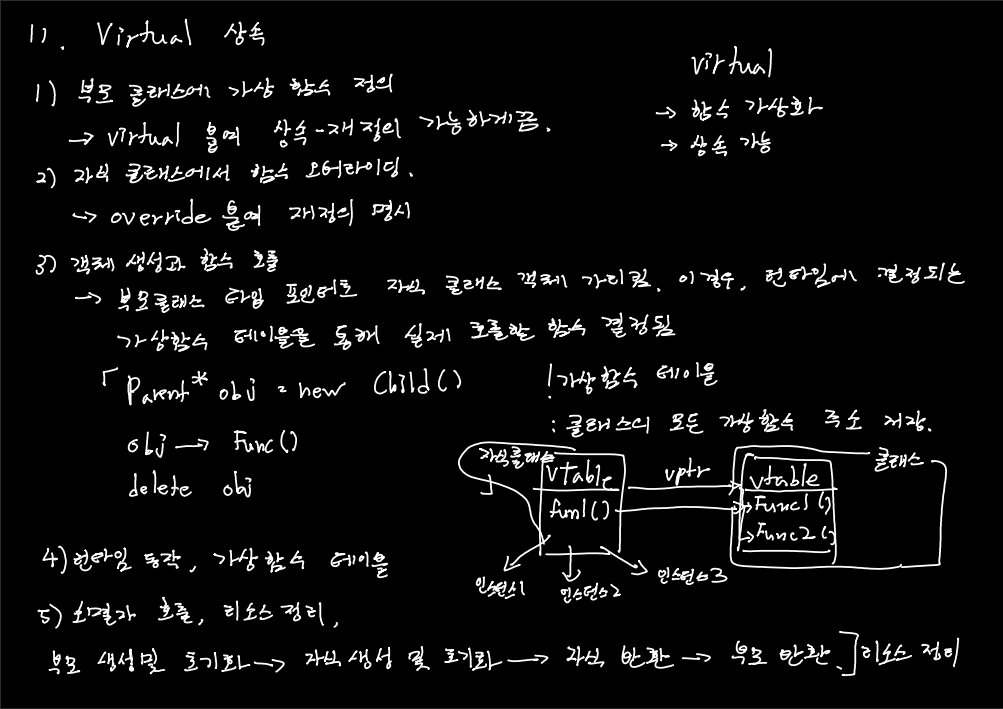 11. Virtual 상속
virtual
→ 함수 가상화
→ 상속 가능
1) 부모 클래스에 가상 함수 정의
→ virtual 붙여 상속-재정의 가능하게끔.
2) 자식 클래스에서 함수 오버라이딩.
→ override 붙여 재정의 명시
3) 객체 생성과 함수 호출
→ 부모클래스 타입 포인터로 자식 클래스 객체 가리킴. 이 경우, 런타임에 결정되는
가상함수 테이블을 통해 실제 호출할 함수 결정됨
「 Parent* obj = new Child()
obj → Func()
delete obj
! 가상함수 테이블
: 클래스의 모든 가상함수 주소 저장.
자식클래스
vtable
fun1()
vptr
클래스
vtable
Func1()
Func2()
인스턴스1
인스턴스2
인스턴스3
4) 런타임 동작, 가상함수 테이블
5) 소멸자 호출, 리소스 정리,
부모 생성 및 초기화 → 자식 생성 및 초기화 → 자식 반환 → 부모 반환.] 리소스 정리